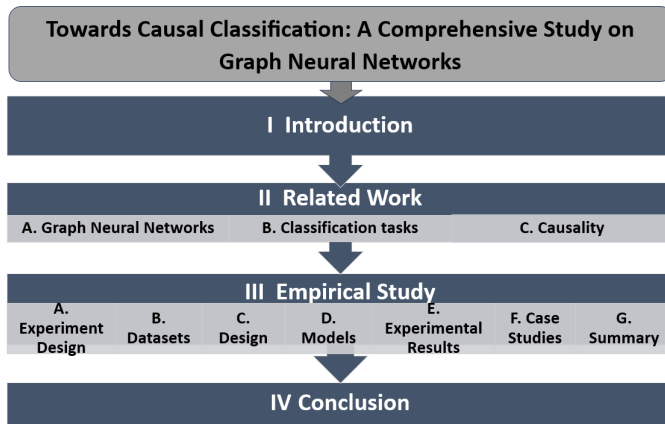 Towards Causal Classification: A Comprehensive Study on
Graph Neural Networks
I Introduction
II Related Work
A. Graph Neural Networks
B. Classification tasks
C. Causality
III Empirical Study
A.
Experiment
Design
B.
Datasets
C.
Design
D.
Models
E.
Experimental
Results
F. Case
Studies
G.
Summary
IV Conclusion